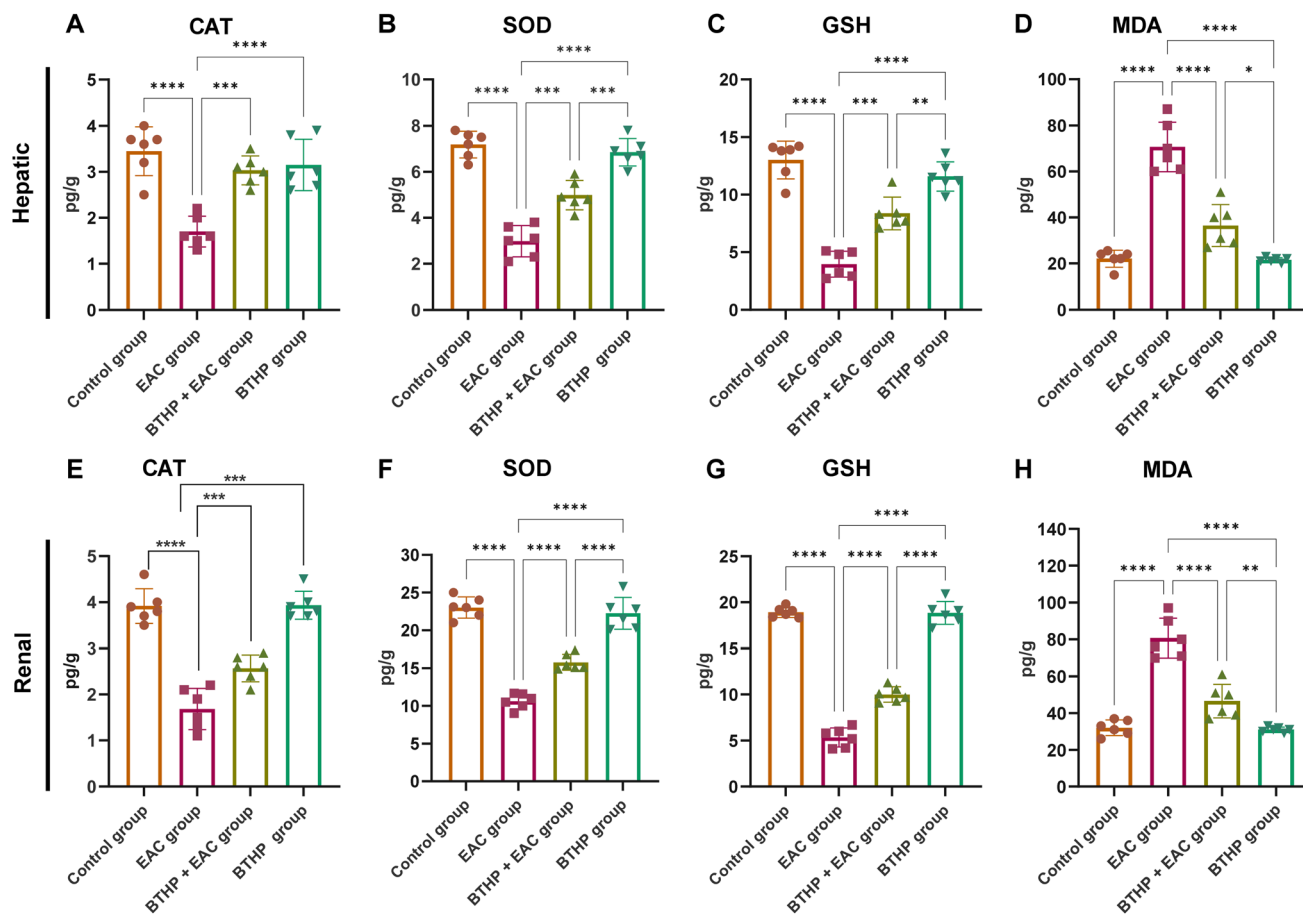 A CAT
B SOD
C GSH
D MDA
Hepatic
pg/g
5
4
3
2
1
0
**** *** ****
Control group
EAC group
BTHP + EAC group
BTHP group
pg/g
10
8
6
4
2
0
**** *** *** ****
Control group
EAC group
BTHP + EAC group
BTHP group
pg/g
20
15
10
5
0
**** *** ** ****
Control group
EAC group
BTHP + EAC group
BTHP group
pg/g
100
80
60
40
20
0
**** **** * ****
Control group
EAC group
BTHP + EAC group
BTHP group
E CAT
F SOD
G GSH
H MDA
Renal
pg/g
5
4
3
2
1
0
**** *** ***
Control group
EAC group
BTHP + EAC group
BTHP group
pg/g
30
25
20
15
10
5
0
**** **** **** ****
Control group
EAC group
BTHP + EAC group
BTHP group
pg/g
25
20
15
10
5
0
**** **** **** ****
Control group
EAC group
BTHP + EAC group
BTHP group
pg/g
140
120
100
80
60
40
20
0
**** **** ** ****
Control group
EAC group
BTHP + EAC group
BTHP group